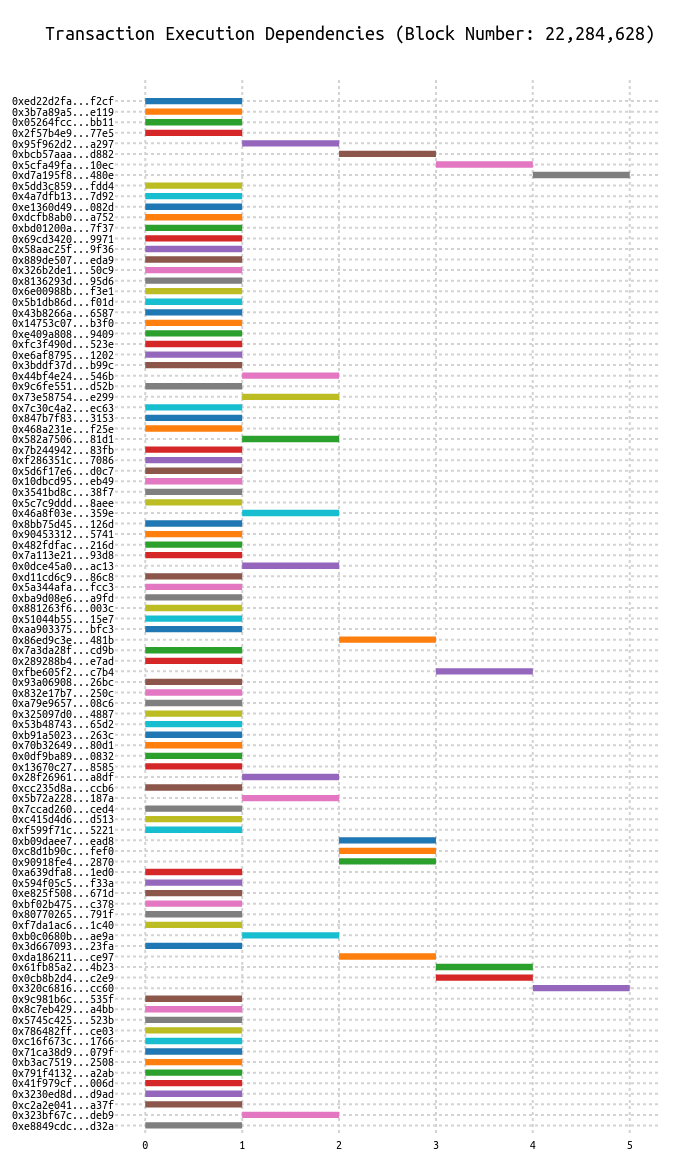 Transaction Execution Dependencies (Block Number: 22,284,628)
0xed22d2fa...f2cf
0x3b7a89a5...e119
0x05264fcc...bb11
0x2f57b4e9...77e5
0x95f962d2...a297
0xbcb57aaa...d882
0x5cfa49fa...10ec
0xd7a195f8...480e
0x5dd3c859...fdd4
0x4a7dfb13...7d92
0xe1360d49...082d
0xdcfb8ab0...a752
0xbd01200a...7f37
0x69cd3420...9971
0x58aac25f...9f36
0x889de507...eda9
0x326b2de1...50c9
0x8136293d...95d6
0x6e00988b...f3e1
0x5b1db86d...f01d
0x43b8266a...6587
0x14753c07...b3f0
0xe409a808...9409
0xfc3f490d...523e
0xe6af8795...1202
0x3bddf37d...b99c
0x44bf4e24...546b
0x9c6fe551...d52b
0x73e58754...e299
0x7c30c4a2...ec63
0x847b7f83...3153
0x468a231e...f25e
0x582a7506...81d1
0x7b244942...83fb
0xf286351c...7086
0x5d6f17e6...d0c7
0x10dbcd95...eb49
0x3541bd8c...38f7
0x5c7c9ddd...8aee
0x46a8f03e...359e
0x8bb75d45...126d
0x90453312...5741
0x482fdfac...216d
0x7a113e21...93d8
0x0dce45a0...ac13
0xd11cd6c9...86c8
0x5a344afa...fcc3
0xba9d08e6...a9fd
0x881263f6...003c
0x51044b55...15e7
0xaa903375...bfc3
0x86ed9c3e...481b
0x7a3da28f...cd9b
0x289288b4...e7ad
0xfbe605f2...c7b4
0x93a06908...26bc
0x832e17b7...250c
0xa79e9657...08c6
0x325097d0...4887
0x53b48743...65d2
0xb91a5023...263c
0x70b32649...80d1
0x0df9ba89...0832
0x13670c27...8585
0x28f26961...a8df
0xcc235d8a...ccb6
0x5b72a228...187a
0x7ccad260...ced4
0xc415d4d6...d513
0xf599f71c...5221
0xb09daee7...ead8
0xc8d1b90c...fef0
0x90918fe4...2870
0xa639dfa8...1ed0
0x594f05c5...f33a
0xe825f508...671d
0xbf02b475...c378
0x80770265...791f
0xf7da1ac6...1c40
0xb0c0680b...ae9a
0x3d667093...23fa
0xda186211...ce97
0x61fb85a2...4b23
0x0cb8b2d4...c2e9
0x320c6816...cc60
0x9c981b6c...535f
0x8c7eb429...a4bb
0x5745c425...523b
0x786482ff...ce03
0xc16f673c...1766
0x71ca38d9...079f
0xb3ac7519...2508
0x791f4132...a2ab
0x41f979cf...006d
0x3230ed8d...d9ad
0xc2a2e041...a37f
0x323bf67c...deb9
0xe8849cdc...d32a
0 1 2 3 4 5